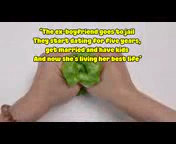 "The ex-boyfriend goes to jail
They start dating for five years,
get married and have kids
And now she's living her best life"